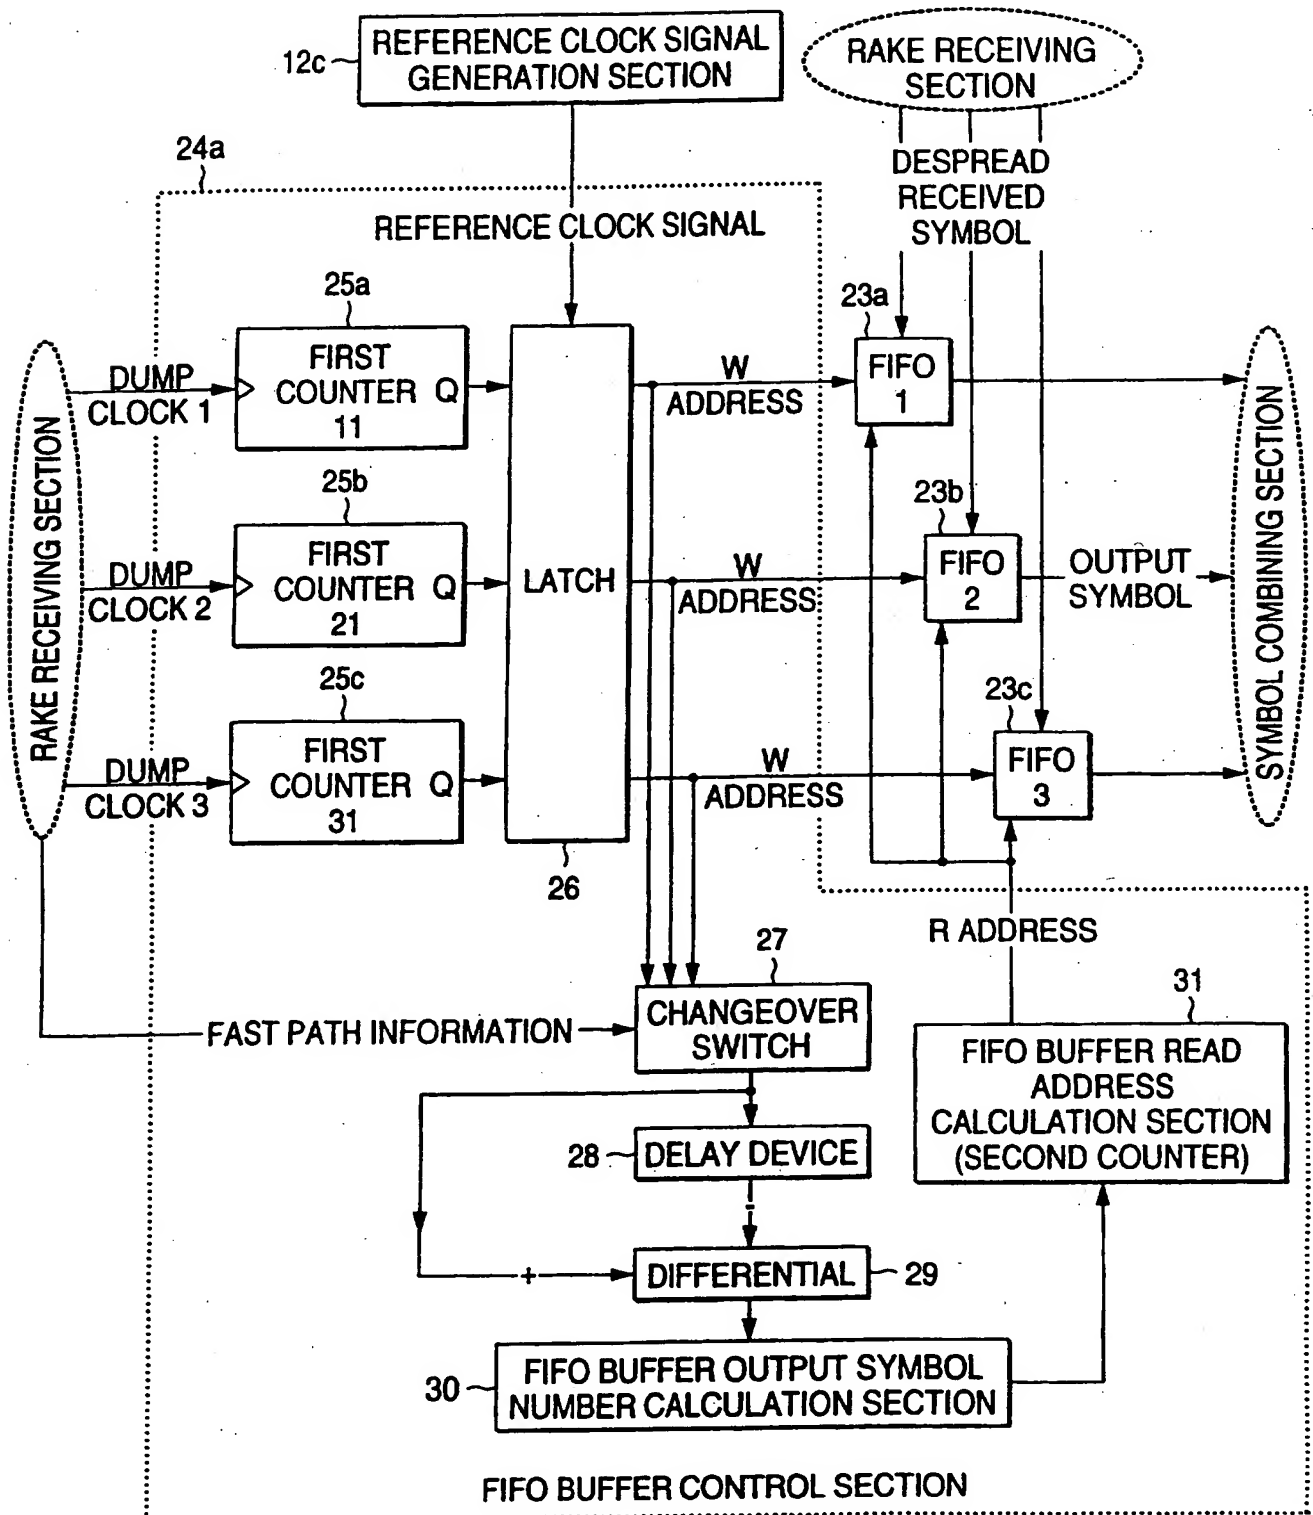 REFERENCE CLOCK SIGNAL
GENERATION SECTION
12c
RAKE RECEIVING
SECTION
24a
DESPREAD
RECEIVED
SYMBOL
REFERENCE CLOCK SIGNAL
25a
FIRST
COUNTER Q
11
DUMP
CLOCK 1
25b
FIRST
COUNTER Q
21
DUMP
CLOCK 2
25c
FIRST
COUNTER Q
31
DUMP
CLOCK 3
RAKE RECEIVING SECTION
LATCH
26
W
ADDRESS
W
ADDRESS
W
ADDRESS
23a
FIFO
1
23b
FIFO
2
23c
FIFO
3
OUTPUT
SYMBOL
SYMBOL COMBINING SECTION
R ADDRESS
27
CHANGEOVER
SWITCH
FAST PATH INFORMATION
31
FIFO BUFFER READ
ADDRESS
CALCULATION SECTION
(SECOND COUNTER)
28
DELAY DEVICE
-
+
DIFFERENTIAL
29
30
FIFO BUFFER OUTPUT SYMBOL
NUMBER CALCULATION SECTION
FIFO BUFFER CONTROL SECTION